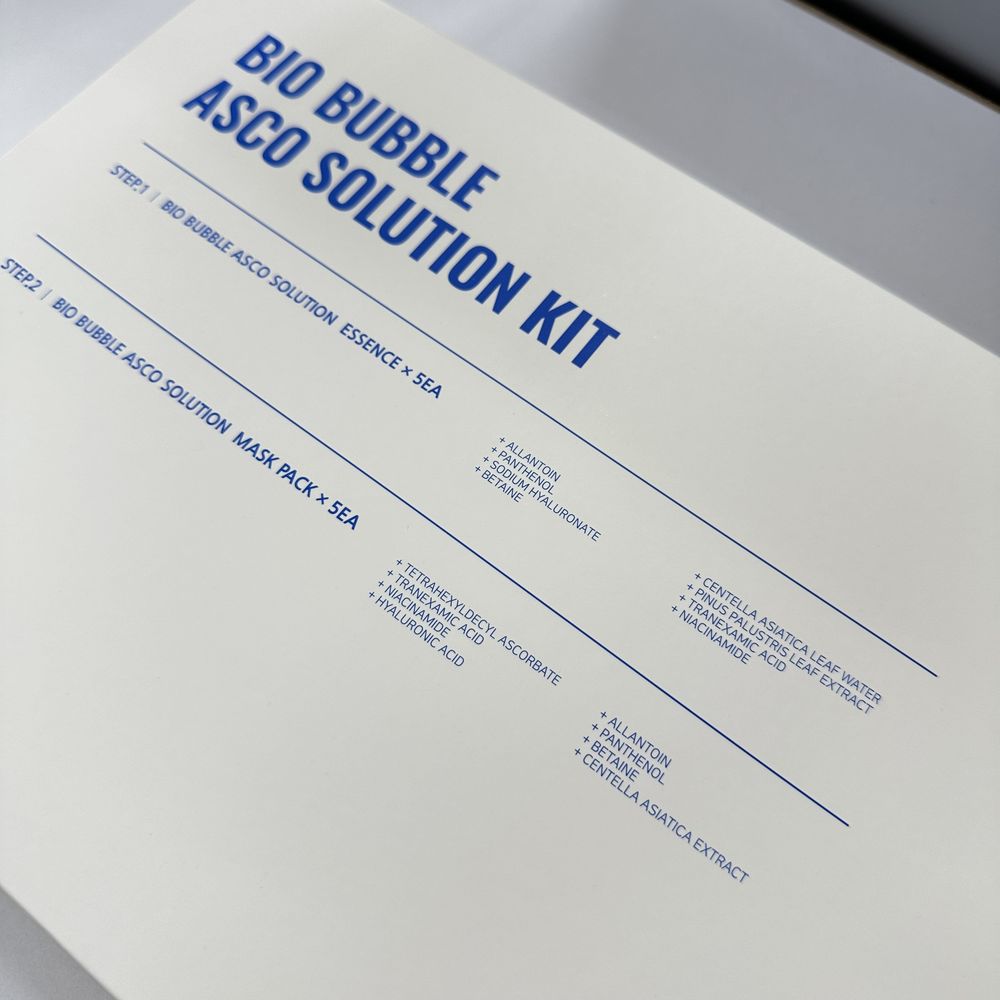 BIO BUBBLE
ASCO SOLUTION KIT
STEP.1 | BIO BUBBLE ASCO SOLUTION ESSENCE × 5EA
+ ALLANTOIN
+ PANTHENOL
+ SODIUM HYALURONATE
+ BETAINE
+ CENTELLA ASIATICA LEAF WATER
+ PINUS PALUSTRIS LEAF EXTRACT
+ TRANEXAMIC ACID
+ NIACINAMIDE
STEP.2 | BIO BUBBLE ASCO SOLUTION MASK PACK × 5EA
+ TETRAHEXYLDECYL ASCORBATE
+ TRANEXAMIC ACID
+ NIACINAMIDE
+ HYALURONIC ACID
+ ALLANTOIN
+ PANTHENOL
+ BETAINE
+ CENTELLA ASIATICA EXTRACT